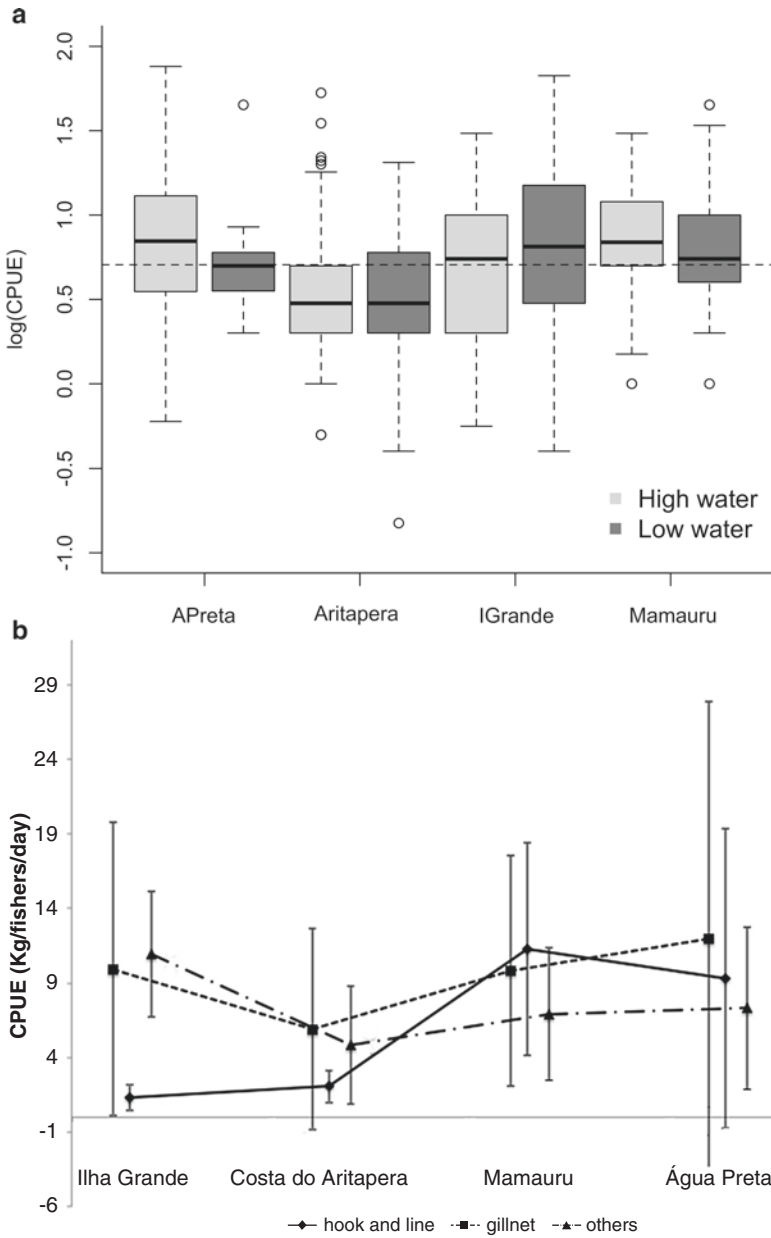 a
2.0
1.5
1.0
0.5
0.0
-0.5
-1.0
log(CPUE)
High water
Low water
APreta Aritapera IGrande Mamauru
b
29
24
19
14
9
4
-1
-6
CPUE (Kg/fishers/day)
Ilha Grande Costa do Aritapera Mamauru Água Preta
hook and line gillnet others